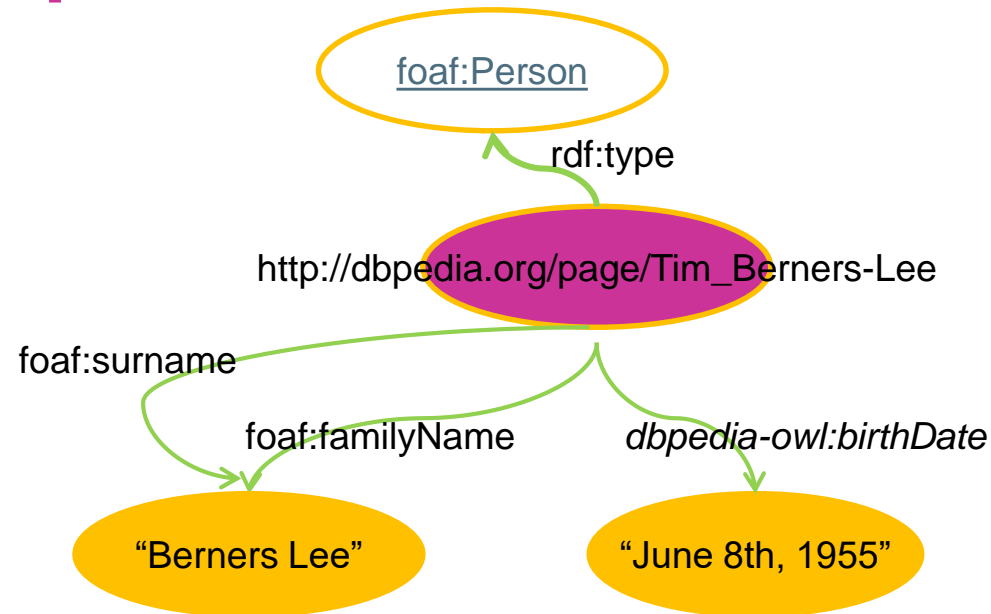 foaf:Person
rdf:type
http://dbpedia.org/page/Tim_Berners-Lee
foaf:surname
foaf:familyName
dbpedia-owl:birthDate
“Berners Lee”
“June 8th, 1955”